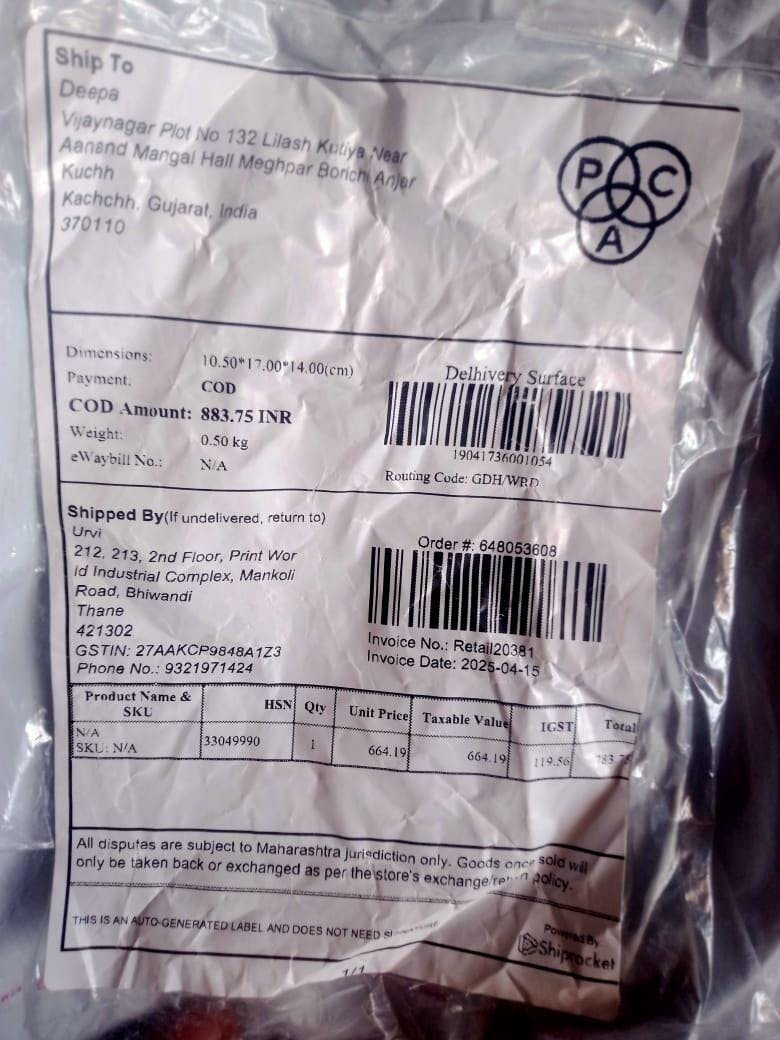 Ship To
Deepa
Vijaynagar Plot No 132 Lilash Kutiya Near
Aanand Mangal Hall Meghpar Borichi Anjar
Kuchh
Kachchh, Gujarat, India
370110
P C
A
Dimensions: 10.50*17.00*14.00(cm)
Payment: COD
COD Amount: 883.75 INR
Weight: 0.50 kg
eWaybill No.: N/A
Delhivery Surface
19041736001054
Routing Code: GDH/WRD
Shipped By(If undelivered, return to)
Urvi
212, 213, 2nd Floor, Print Wor
ld Industrial Complex, Mankoli
Road, Bhiwandi
Thane
421302
GSTIN: 27AAKCP9848A1Z3
Phone No.: 9321971424
Order #: 648053608
Invoice No.: Retail20381
Invoice Date: 2025-04-15
Product Name & SKU HSN Qty Unit Price Taxable Value IGST Total
N/A
SKU: N/A 33049990 1 664.19 664.19 119.56 783.75
All disputes are subject to Maharashtra jurisdiction only. Goods once sold will
only be taken back or exchanged as per the store's exchange/return policy.
THIS IS AN AUTO-GENERATED LABEL AND DOES NOT NEED
Powered By
Shiprocket
1/1